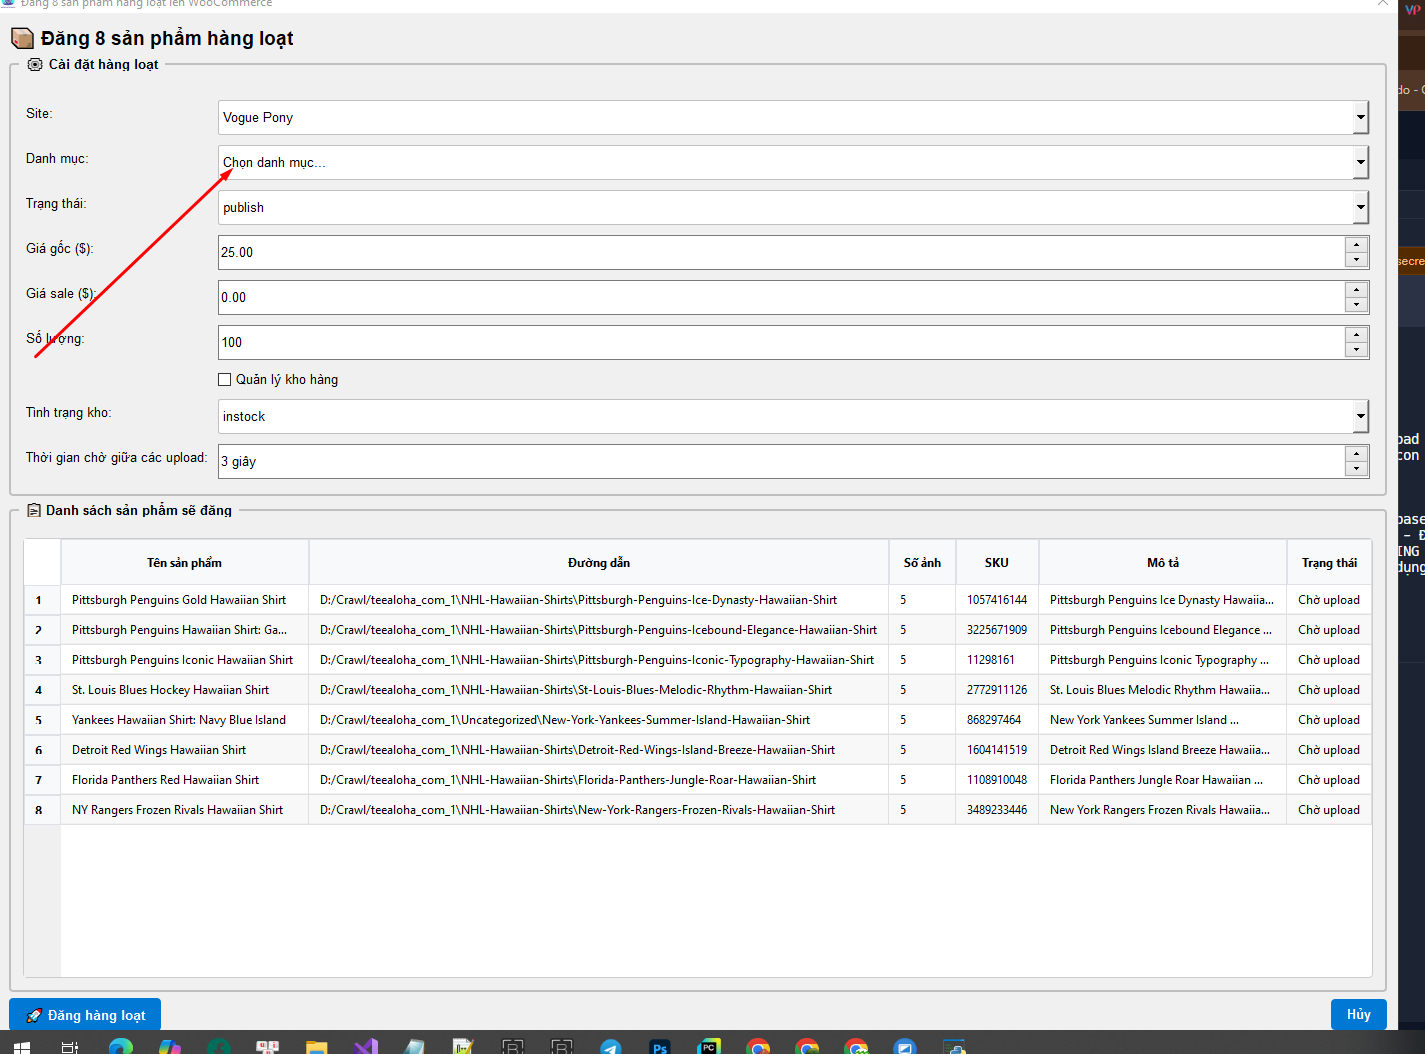 Đăng 8 sản phẩm hàng loạt lên WooCommerce
Đăng 8 sản phẩm hàng loạt
Cài đặt hàng loạt
Site:
Vogue Pony
Danh mục:
Chọn danh mục...
Trạng thái:
publish
Giá gốc ($):
25.00
Giá sale ($):
0.00
Số lượng:
100
Quản lý kho hàng
Tình trạng kho:
instock
Thời gian chờ giữa các upload:
3 giây
Danh sách sản phẩm sẽ đăng
Tên sản phẩm Đường dẫn Số ảnh SKU Mô tả Trạng thái
1 Pittsburgh Penguins Gold Hawaiian Shirt D:/Crawl/teealoha_com_1\NHL-Hawaiian-Shirts\Pittsburgh-Penguins-Ice-Dynasty-Hawaiian-Shirt 5 1057416144 Pittsburgh Penguins Ice Dynasty Hawaiia... Chờ upload
2 Pittsburgh Penguins Hawaiian Shirt: Ga... D:/Crawl/teealoha_com_1\NHL-Hawaiian-Shirts\Pittsburgh-Penguins-Icebound-Elegance-Hawaiian-Shirt 5 3225671909 Pittsburgh Penguins Icebound Elegance ... Chờ upload
3 Pittsburgh Penguins Iconic Hawaiian Shirt D:/Crawl/teealoha_com_1\NHL-Hawaiian-Shirts\Pittsburgh-Penguins-Iconic-Typography-Hawaiian-Shirt 5 11298161 Pittsburgh Penguins Iconic Typography ... Chờ upload
4 St. Louis Blues Hockey Hawaiian Shirt D:/Crawl/teealoha_com_1\NHL-Hawaiian-Shirts\St-Louis-Blues-Melodic-Rhythm-Hawaiian-Shirt 5 2772911126 St. Louis Blues Melodic Rhythm Hawaiia... Chờ upload
5 Yankees Hawaiian Shirt: Navy Blue Island D:/Crawl/teealoha_com_1\Uncategorized\New-York-Yankees-Summer-Island-Hawaiian-Shirt 5 868297464 New York Yankees Summer Island ... Chờ upload
6 Detroit Red Wings Hawaiian Shirt D:/Crawl/teealoha_com_1\NHL-Hawaiian-Shirts\Detroit-Red-Wings-Island-Breeze-Hawaiian-Shirt 5 1604141519 Detroit Red Wings Island Breeze Hawaiia... Chờ upload
7 Florida Panthers Red Hawaiian Shirt D:/Crawl/teealoha_com_1\NHL-Hawaiian-Shirts\Florida-Panthers-Jungle-Roar-Hawaiian-Shirt 5 1108910048 Florida Panthers Jungle Roar Hawaiian ... Chờ upload
8 NY Rangers Frozen Rivals Hawaiian Shirt D:/Crawl/teealoha_com_1\NHL-Hawaiian-Shirts\New-York-Rangers-Frozen-Rivals-Hawaiian-Shirt 5 3489233446 New York Rangers Frozen Rivals Hawaiia... Chờ upload
Đăng hàng loạt
Hủy
VP